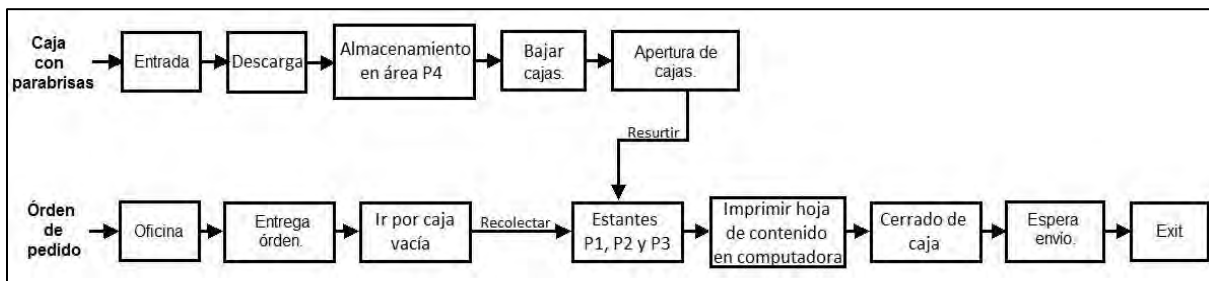 Caja
con
parabrisas
Entrada
Descarga
Almacenamiento
en área P4
Bajar
cajas.
Apertura de
cajas.
Resurtir
Órden
de
pedido
Oficina
Entrega
órden.
Ir por caja
vacía
Recolectar
Estantes
P1, P2 y P3
Imprimir hoja
de contenido
en computadora
Cerrado de
caja
Espera
envio.
Exit